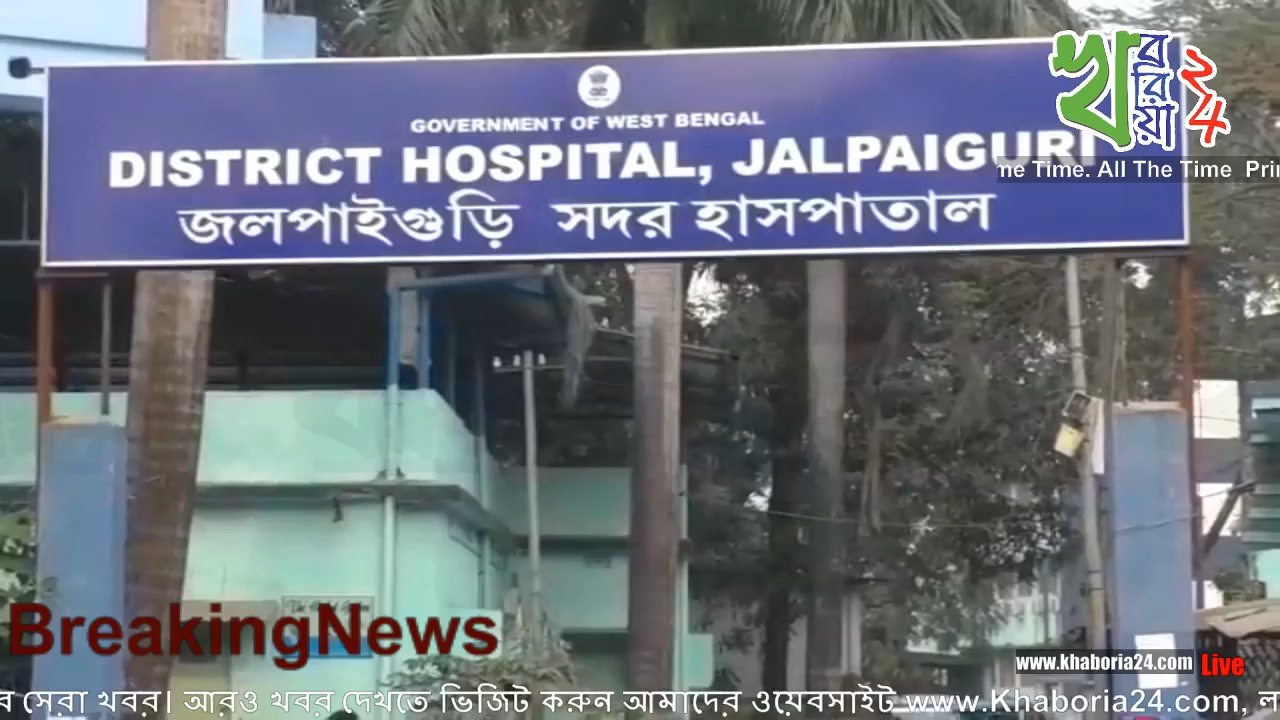 GOVERNMENT OF WEST BENGAL
DISTRICT HOSPITAL, JALPAIGURI
জলপাইগুড়ি সদর হাসপাতাল
খবরিয়া ২৪
me Time. All The Time Pri
BreakingNews
www.khaboria24.com Live
ব সেরা খবর। আরও খবর দেখতে ভিজিট করুন আমাদের ওয়েবসাইট www.Khaboria24.com, ল